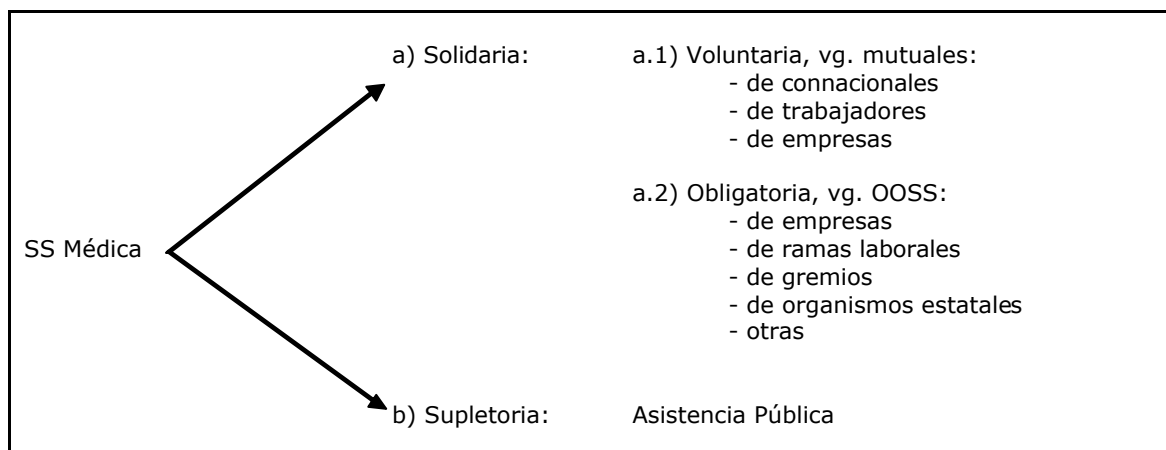 a) Solidaria: a.1) Voluntaria, vg. mutuales:
- de connacionales
- de trabajadores
- de empresas
a.2) Obligatoria, vg. OOSS:
- de empresas
SS Médica - de ramas laborales
- de gremios
- de organismos estatales
- otras
b) Supletoria: Asistencia Pública